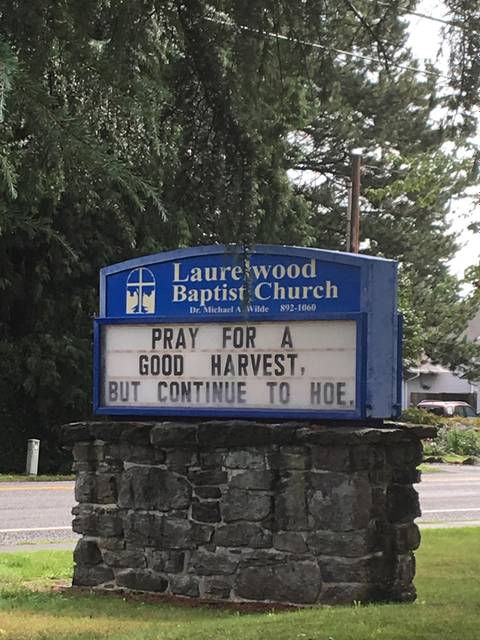 Laurelwood
Baptist Church
Dr. Michael A. Wilde 892-1060
PRAY FOR A
GOOD HARVEST,
BUT CONTINUE TO HOE.